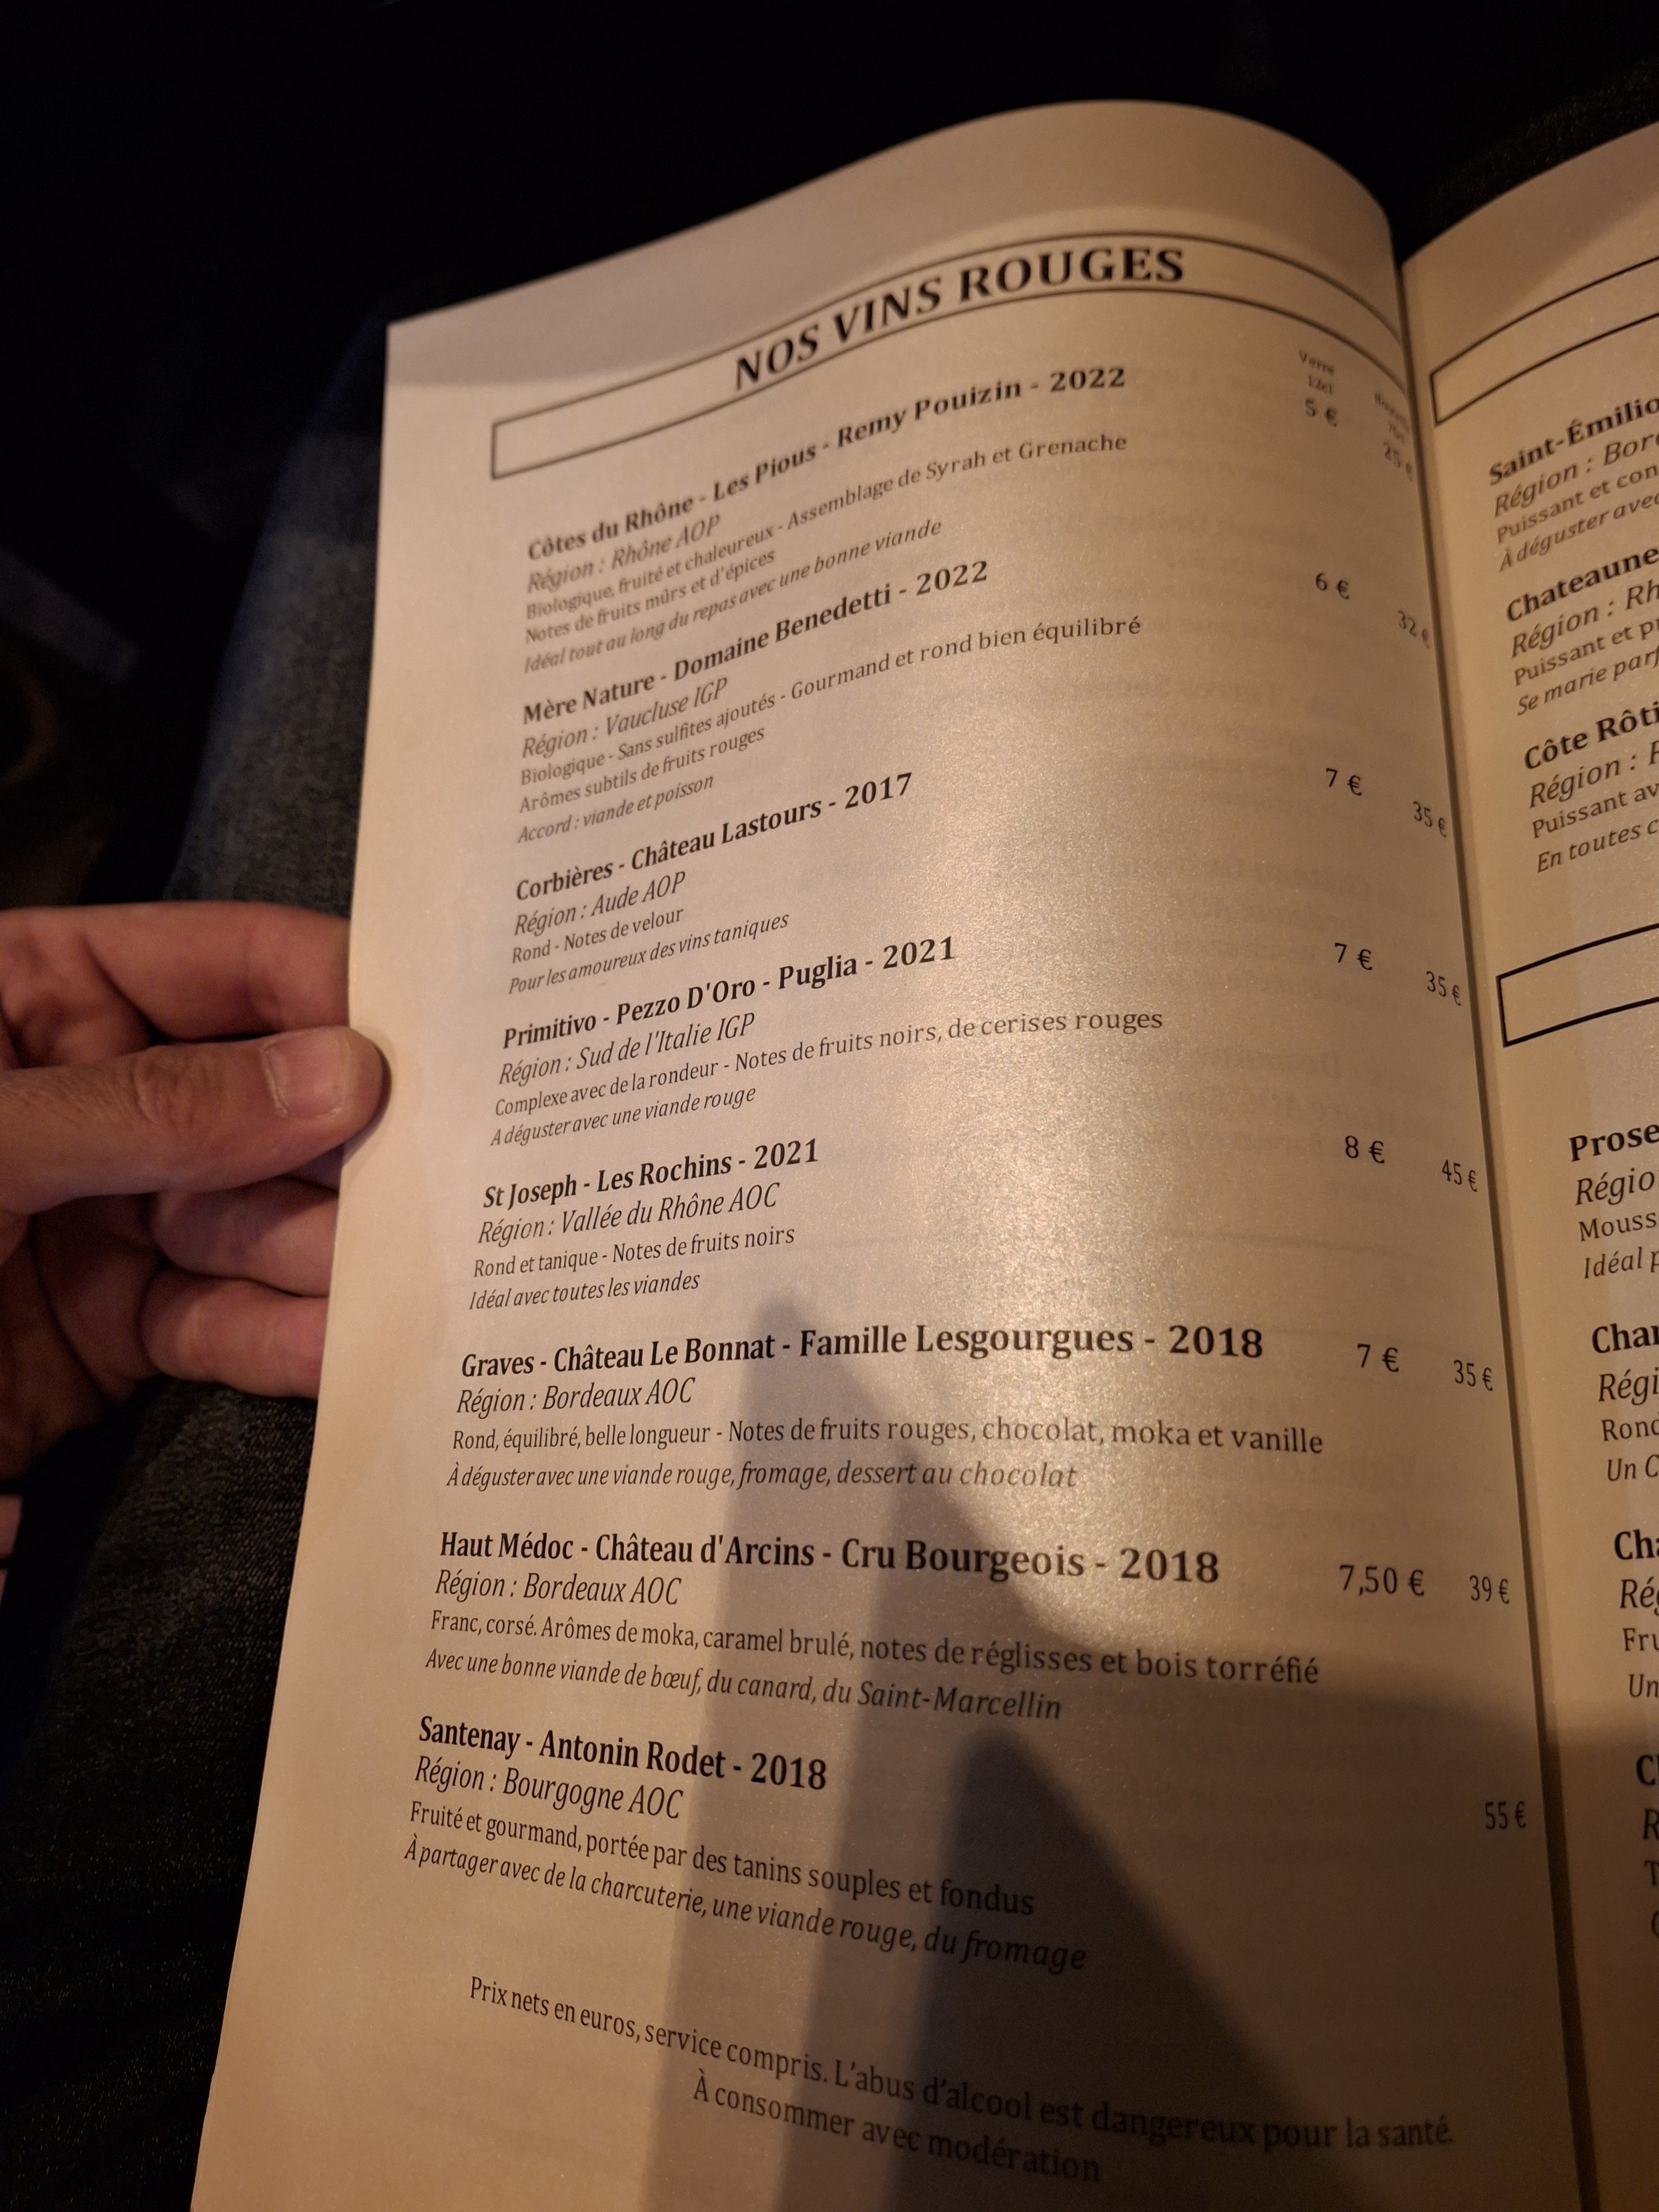 NOS VINS ROUGES
Verre
12cl
Côtes du Rhône - Les Pious - Remy Pouizin - 2022 5 € 25 €
Région : Rhône AOP
Biologique, fruité et chaleureux - Assemblage de Syrah et Grenache
Notes de fruits mûrs et d'épices
Idéal tout au long du repas avec une bonne viande
Mère Nature - Domaine Benedetti - 2022 6 € 32 €
Région : Vaucluse IGP
Biologique - Sans sulfites ajoutés - Gourmand et rond bien équilibré
Arômes subtils de fruits rouges
Accord : viande et poisson
Corbières - Château Lastours - 2017 7 € 35 €
Région : Aude AOP
Rond - Notes de velour
Pour les amoureux des vins taniques
Primitivo - Pezzo D'Oro - Puglia - 2021 7 € 35 €
Région : Sud de l'Italie IGP
Complexe avec de la rondeur - Notes de fruits noirs, de cerises rouges
A déguster avec une viande rouge
St Joseph - Les Rochins - 2021 8 € 45 €
Région : Vallée du Rhône AOC
Rond et tanique - Notes de fruits noirs
Idéal avec toutes les viandes
Graves - Château Le Bonnat - Famille Lesgourgues - 2018 7 € 35 €
Région : Bordeaux AOC
Rond, équilibré, belle longueur - Notes de fruits rouges, chocolat, moka et vanille
À déguster avec une viande rouge, fromage, dessert au chocolat
Haut Médoc - Château d'Arcins - Cru Bourgeois - 2018 7,50 € 39 €
Région : Bordeaux AOC
Franc, corsé. Arômes de moka, caramel brulé, notes de réglisses et bois torréfié
Avec une bonne viande de bœuf, du canard, du Saint-Marcellin
Santenay - Antonin Rodet - 2018 55 €
Région : Bourgogne AOC
Fruité et gourmand, portée par des tanins souples et fondus
À partager avec de la charcuterie, une viande rouge, du fromage
Prix nets en euros, service compris. L'abus d'alcool est dangereux pour la santé.
À consommer avec modération
Saint-Émilio
Région : Bor
Puissant et con
À déguster avec
Chateaune
Région : Rh
Puissant et p
Se marie parf
Côte Rôti
Région :
Puissant av
En toutes c
Prose
Régio
Mouss
Idéal p
Char
Régi
Rond
Un C
Cha
Rég
Fru
Un